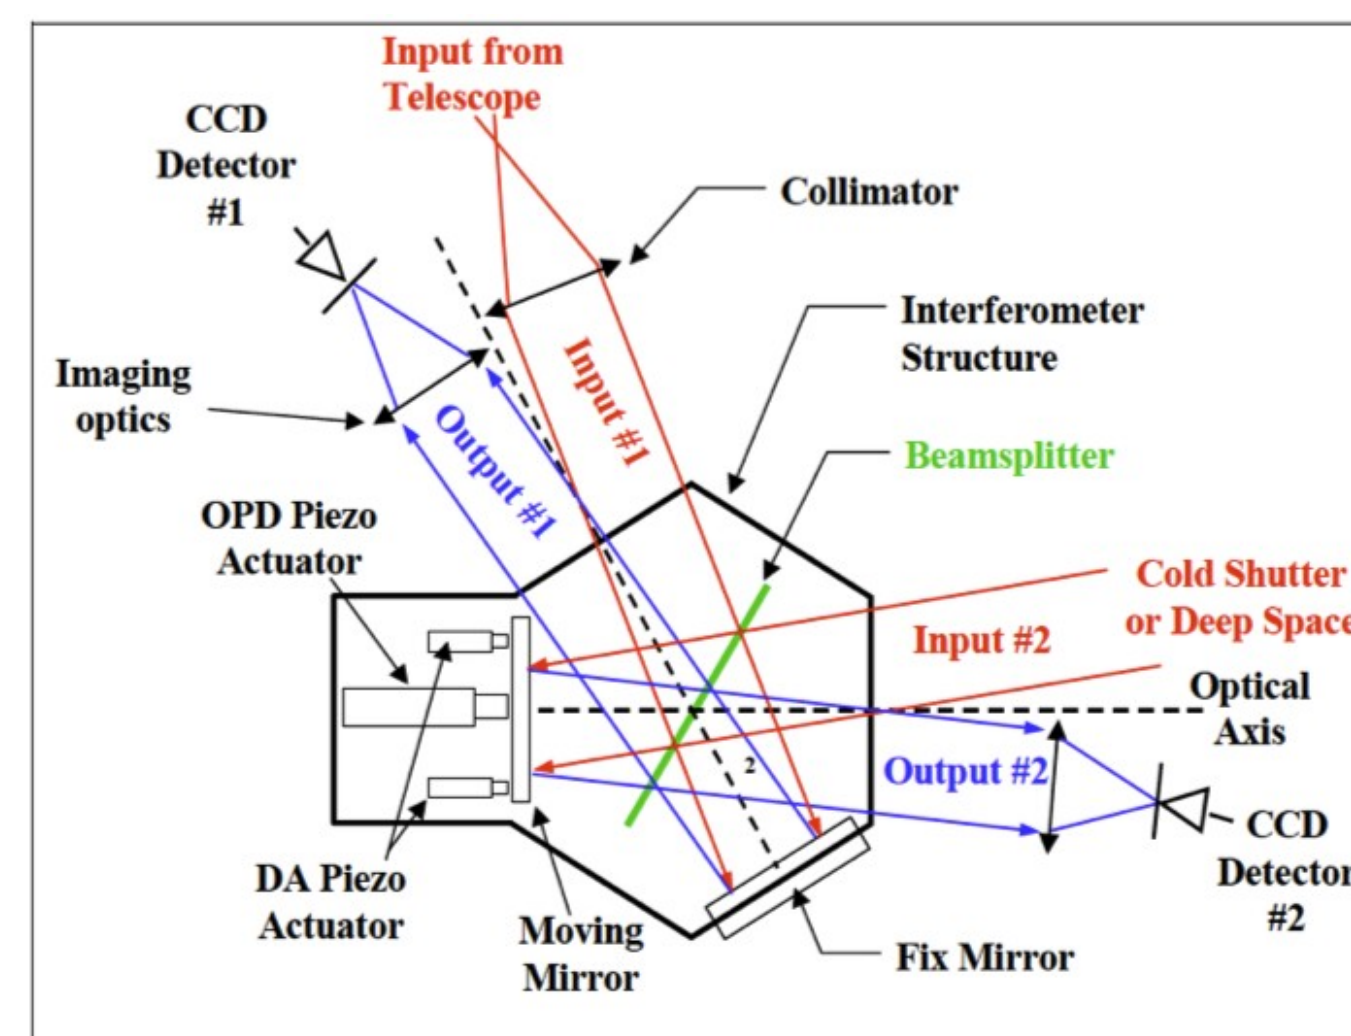 Input from
Telescope
CCD
Detector
#1
Collimator
Interferometer
Structure
Input #1
Imaging
optics
Output #1
Beamsplitter
OPD Piezo
Actuator
Cold Shutter
or Deep Space
Input #2
Optical
Axis
2
Output #2
CCD
Detector
#2
DA Piezo
Actuator
Moving
Mirror
Fix Mirror